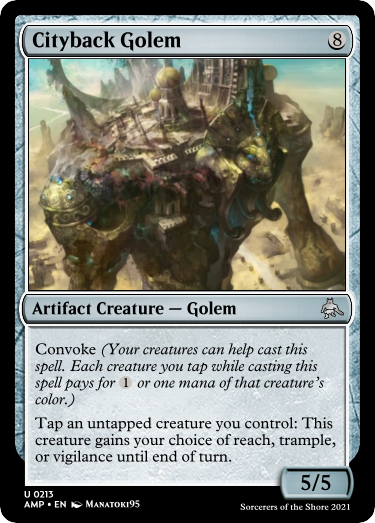 Cityback Golem 8
Artifact Creature — Golem
Convoke (Your creatures can help cast this
spell. Each creature you tap while casting this
spell pays for 1 or one mana of that creature's
color.)
Tap an untapped creature you control: This
creature gains your choice of reach, trample,
or vigilance until end of turn.
5/5
U 0213
AMP • EN Manatoki95
Sorcerers of the Shore 2021